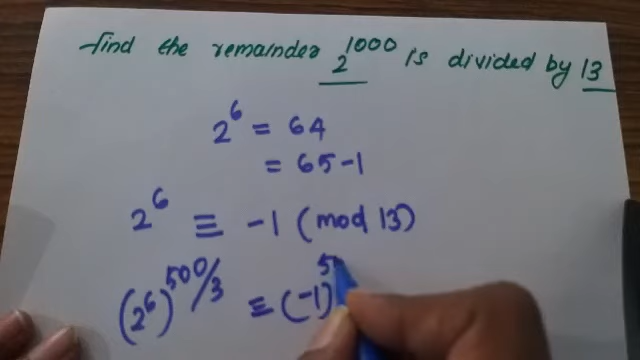 find the remainder 2^1000 is divided by 13
2^6 = 64
= 65-1
2^6 ≡ -1 (mod 13)
(2^6)^500/3 ≡ (-1)^5